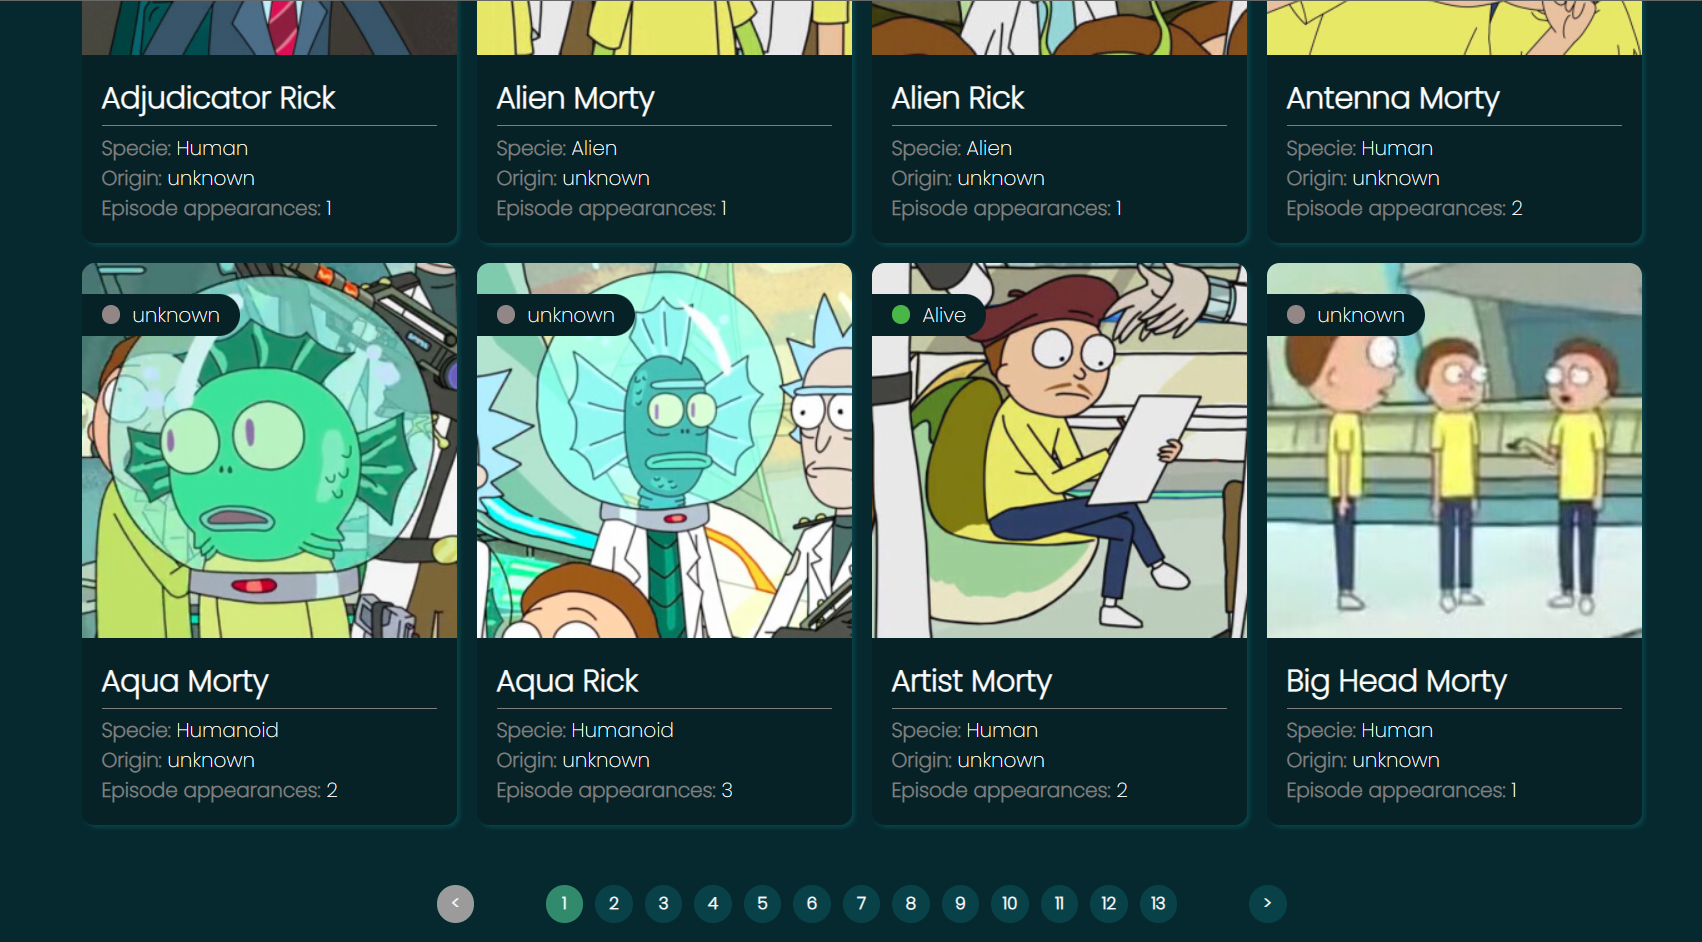 Adjudicator Rick
Specie: Human
Origin: unknown
Episode appearances: 1
Alien Morty
Specie: Alien
Origin: unknown
Episode appearances: 1
Alien Rick
Specie: Alien
Origin: unknown
Episode appearances: 1
Antenna Morty
Specie: Human
Origin: unknown
Episode appearances: 2
unknown
Aqua Morty
Specie: Humanoid
Origin: unknown
Episode appearances: 2
unknown
Aqua Rick
Specie: Humanoid
Origin: unknown
Episode appearances: 3
Alive
Artist Morty
Specie: Human
Origin: unknown
Episode appearances: 2
unknown
Big Head Morty
Specie: Human
Origin: unknown
Episode appearances: 1
< 1 2 3 4 5 6 7 8 9 10 11 12 13 >